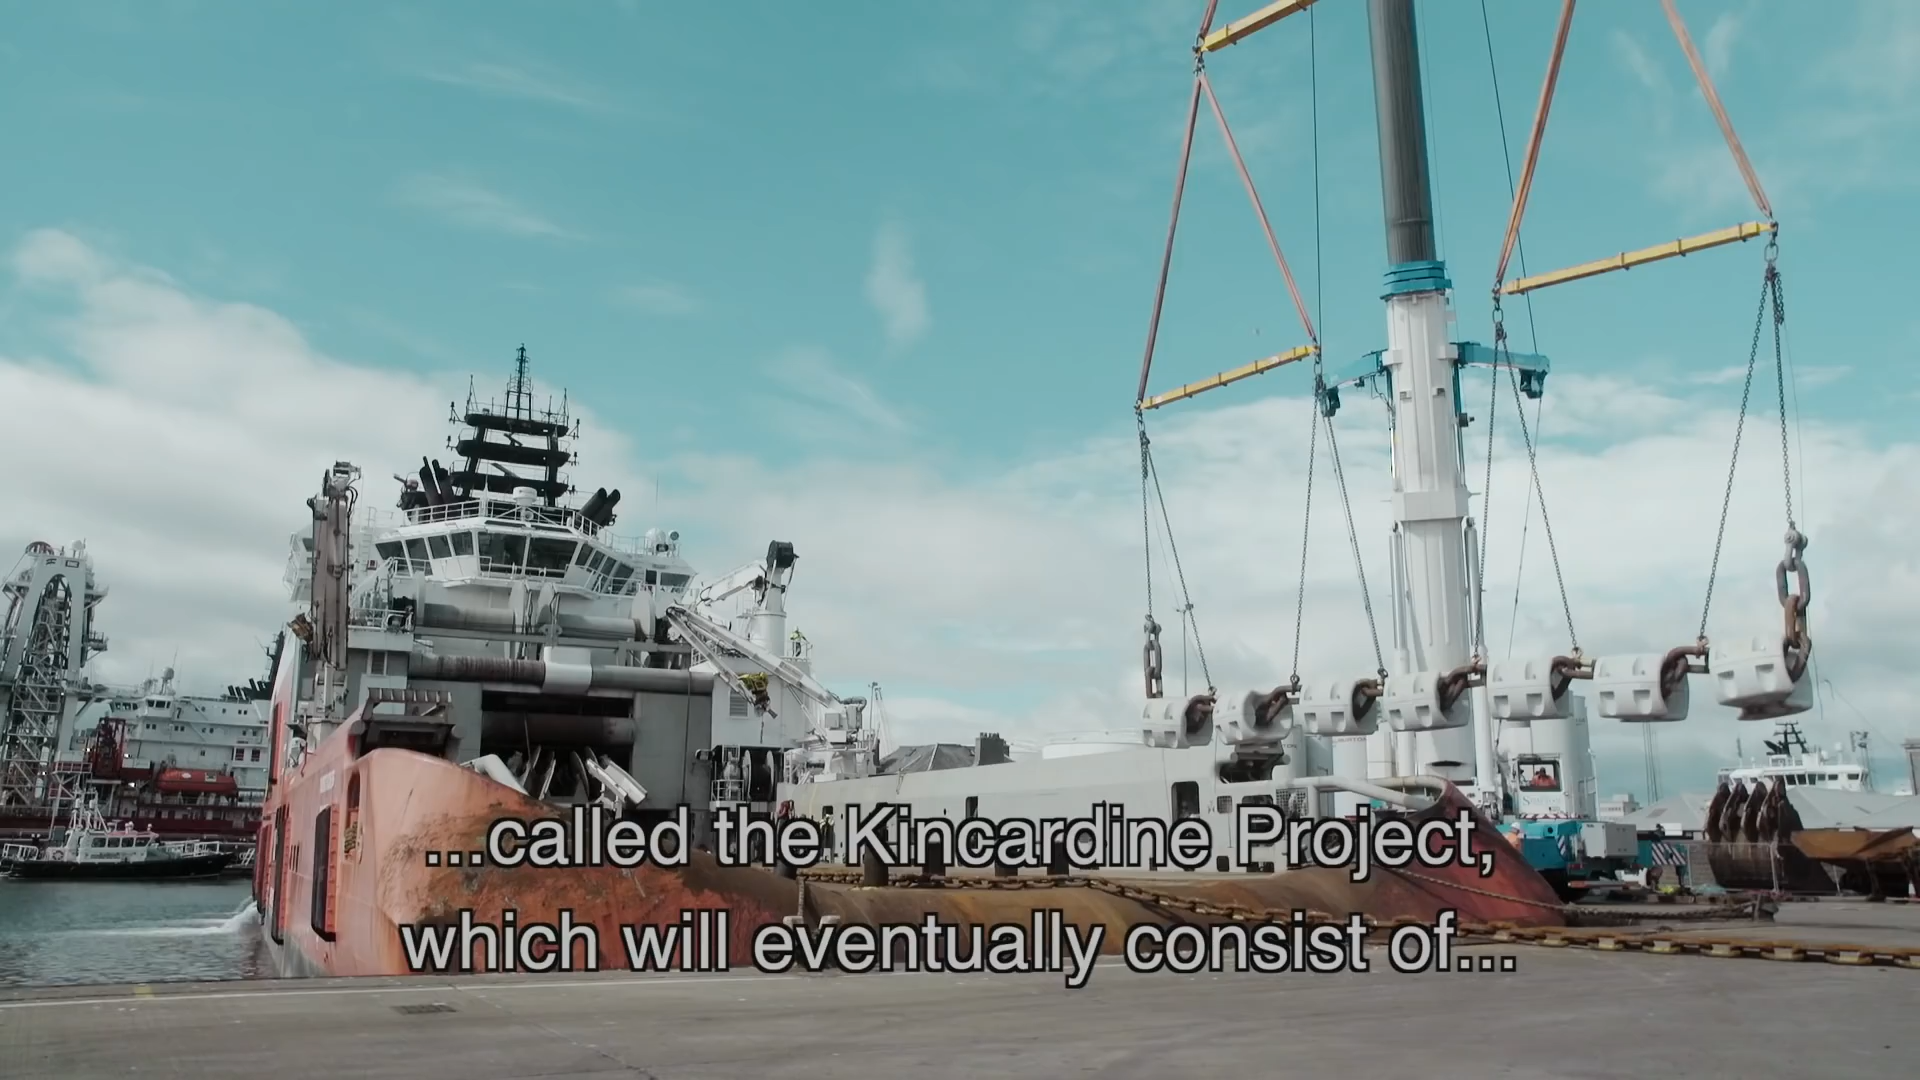 ...called the Kincardine Project,
which will eventually consist of...